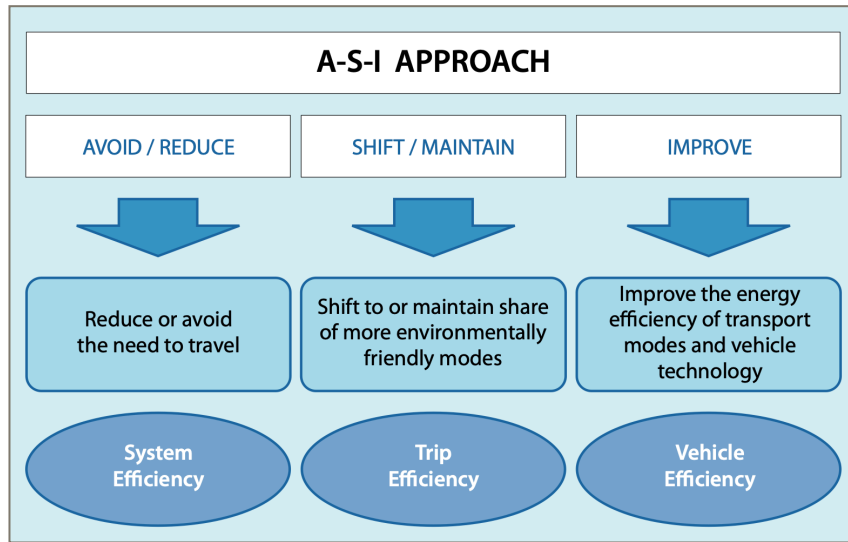 A-S-I APPROACH
AVOID / REDUCE
SHIFT / MAINTAIN
IMPROVE
Reduce or avoid
the need to travel
Shift to or maintain share
of more environmentally
friendly modes
Improve the energy
efficiency of transport
modes and vehicle
technology
System
Efficiency
Trip
Efficiency
Vehicle
Efficiency